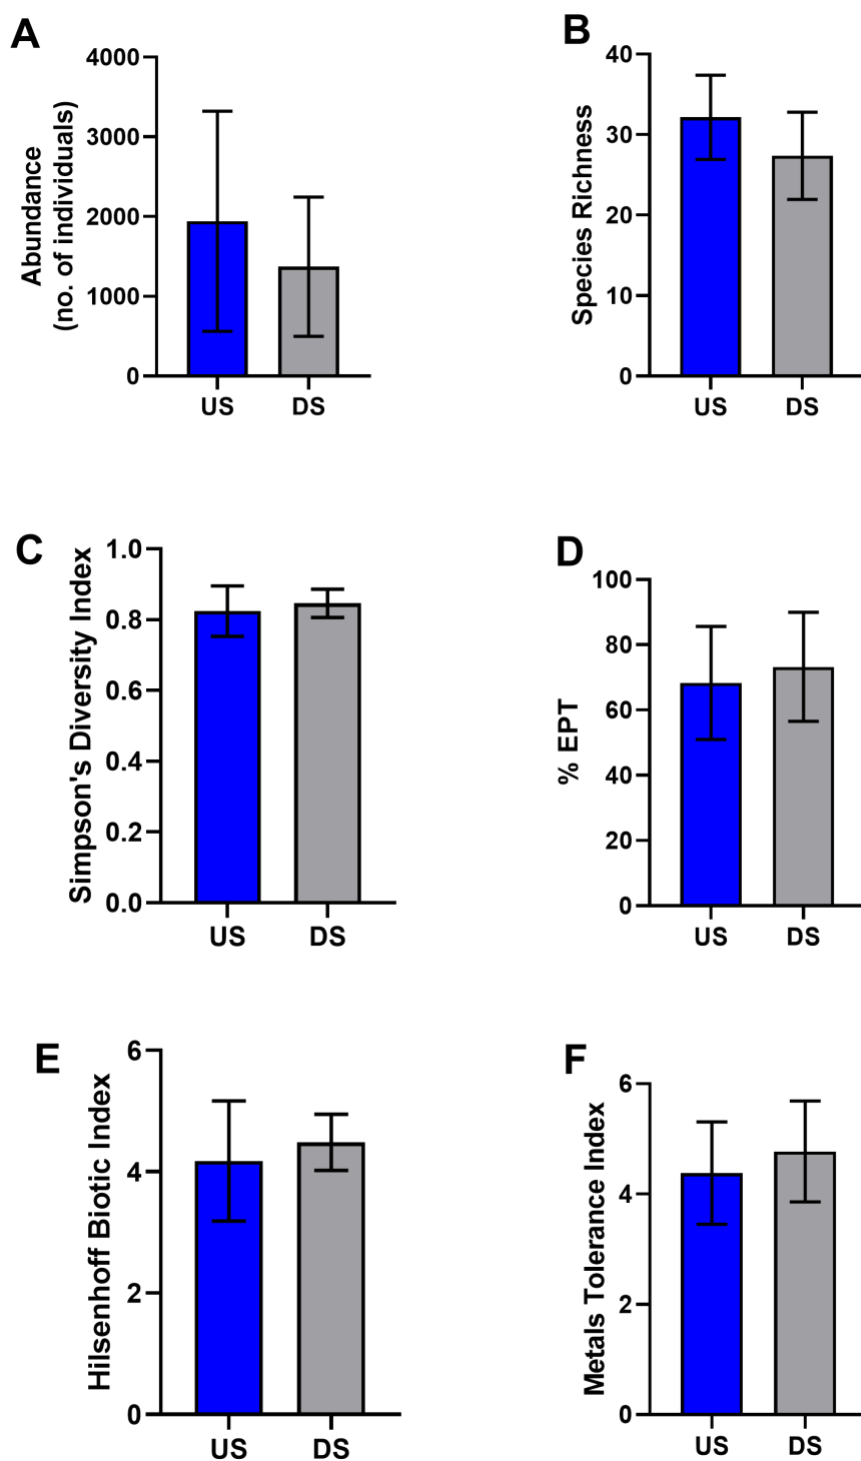 A
Abundance
(no. of individuals)
4000
3000
2000
1000
0
US
DS
B
Species Richness
40
30
20
10
0
US
DS
C
Simpson's Diversity Index
1.0
0.8
0.6
0.4
0.2
0.0
US
DS
D
% EPT
100
80
60
40
20
0
US
DS
E
Hilsenhoff Biotic Index
6
4
2
0
US
DS
F
Metals Tolerance Index
6
4
2
0
US
DS